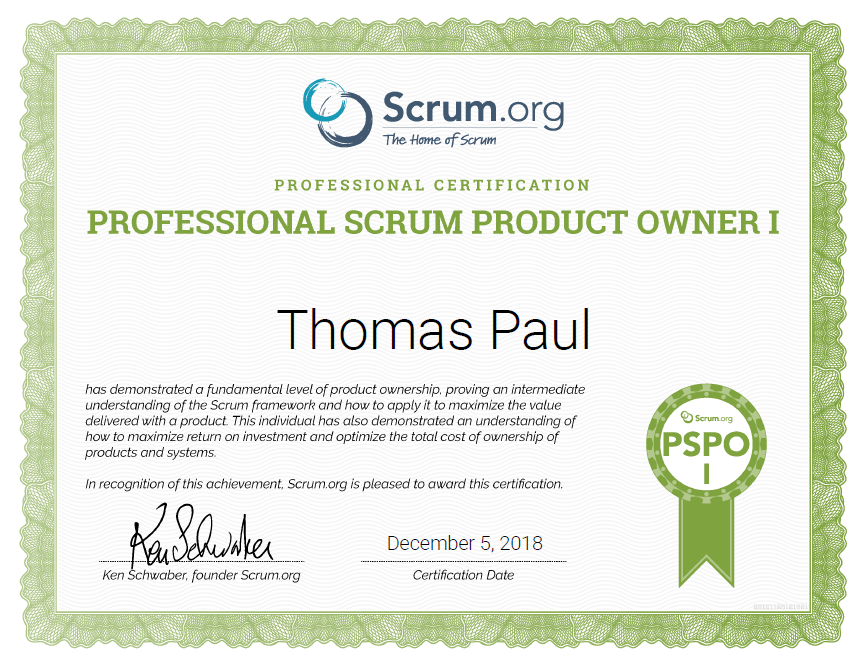 Scrum.org
The Home of Scrum
PROFESSIONAL CERTIFICATION
PROFESSIONAL SCRUM PRODUCT OWNER I
Thomas Paul
has demonstrated a fundamental level of product ownership, proving an intermediate
understanding of the Scrum framework and how to apply it to maximize the value
delivered with a product. This individual has also demonstrated an understanding of
how to maximize return on investment and optimize the total cost of ownership of
products and systems.
In recognition of this achievement, Scrum.org is pleased to award this certification.
Scrum.org
PSPO
I
Ken Schwaber
December 5, 2018
Ken Schwaber, founder Scrum.org
Certification Date